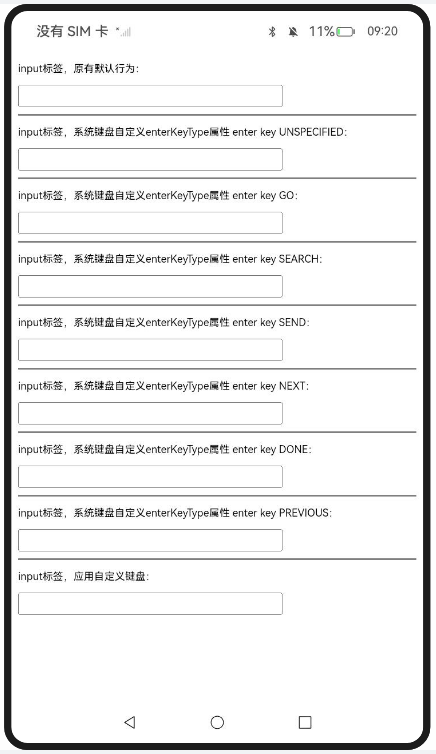 没有 SIM 卡
11%
09:20
input标签，原有默认行为：
input标签，系统键盘自定义enterKeyType属性 enter key UNSPECIFIED：
input标签，系统键盘自定义enterKeyType属性 enter key GO：
input标签，系统键盘自定义enterKeyType属性 enter key SEARCH：
input标签，系统键盘自定义enterKeyType属性 enter key SEND：
input标签，系统键盘自定义enterKeyType属性 enter key NEXT：
input标签，系统键盘自定义enterKeyType属性 enter key DONE：
input标签，系统键盘自定义enterKeyType属性 enter key PREVIOUS：
input标签，应用自定义键盘：